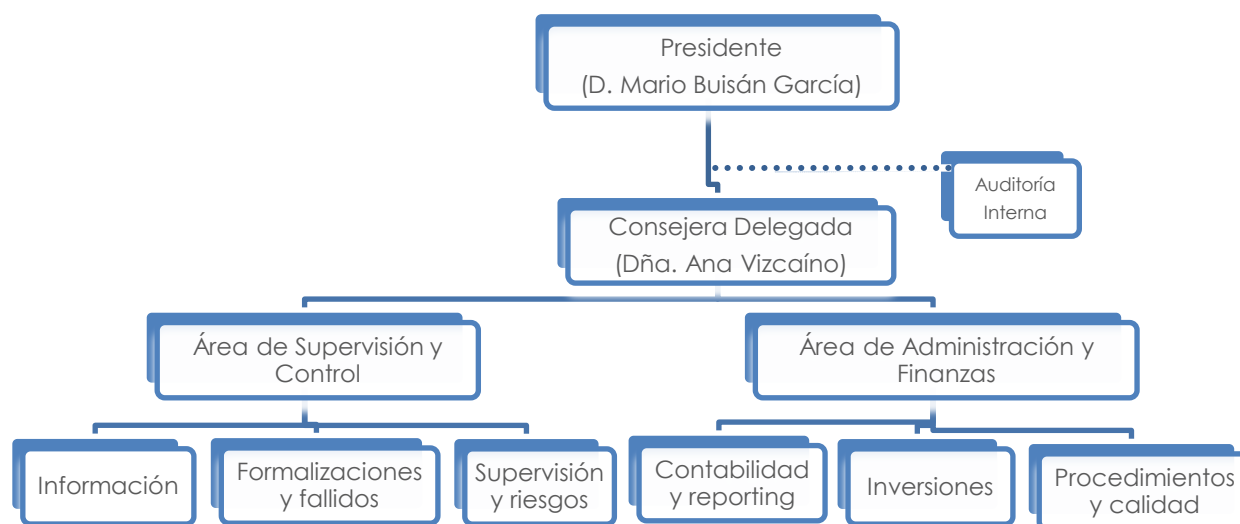 Presidente
(D. Mario Buisán García)
Auditoría
Interna
Consejera Delegada
(Dña. Ana Vizcaíno)
Área de Supervisión y
Control
Área de Administración y
Finanzas
Información
Formalizaciones
y fallidos
Supervisión
y riesgos
Contabilidad
y reporting
Inversiones
Procedimientos
y calidad